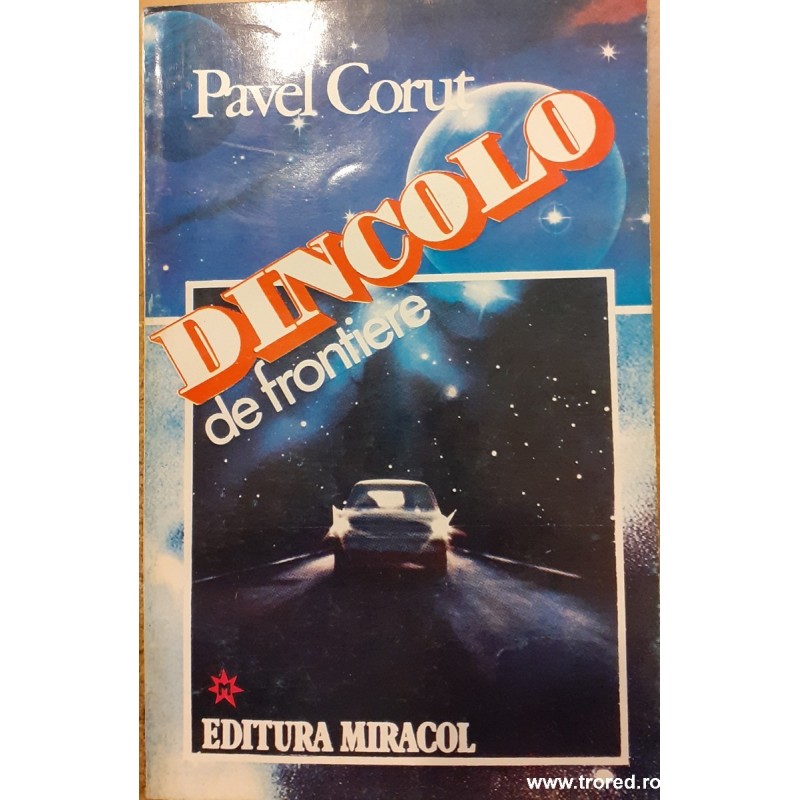 Pavel Corut
DINCOLO
de frontiere
M
EDITURA MIRACOL
www.trored.ro